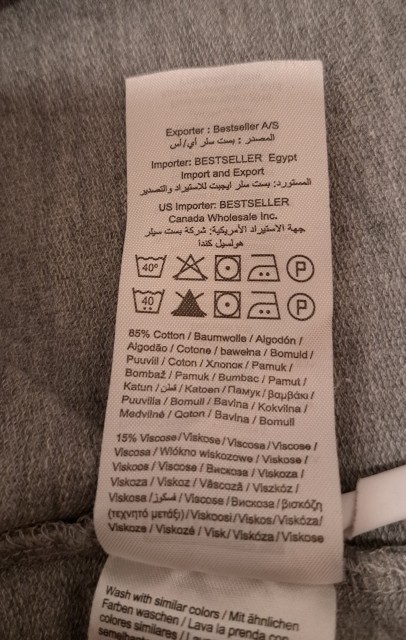 Exporter : Bestseller A/S
المصدر : بست سلر أي/أس
Importer: BESTSELLER Egypt
Import and Export
المستورد: بست سلر ايجبت للاستيراد والتصدير
US Importer: BESTSELLER
Canada Wholesale Inc.
جهة الاستيراد الأمريكية: شركة بست سيلر
هولسيل كندا
40° P
40 P
85% Cotton / Baumwolle / Algodón /
Algodão / Cotone / bawełna / Bomuld /
Puuvill / Coton / Хлопок / Pamuk /
Bombaž / Pamuk / Bumbac / Pamut /
Katun / قطن / Katoen / Памук / βαμβάκι /
Puuvilla / Bomull / Bavlna / Kokvilna /
Medvilnė / Qoton / Bavlna / Bomull
15% Viscose / Viskose / Viscosa / Viscose /
Viscosa / Włókno wiskozowe / Viskose /
Viskoos / Viscose / Вискоза / Viskoza /
Viskoza / Viskoz / Vâscoză / Viszkóz /
Viskosa / فسكوز / Viscose / Вискоза / βισκόζη
(τεχνητό μετάξι) / Viskoosi / Viskos / Viskóza /
Viskoza / Viskozė / Visk / Viskóza / Viskose
Wash with similar colors / Mit ähnlichen
Farben waschen / Lavar con
colores similares / Lava la prenda con